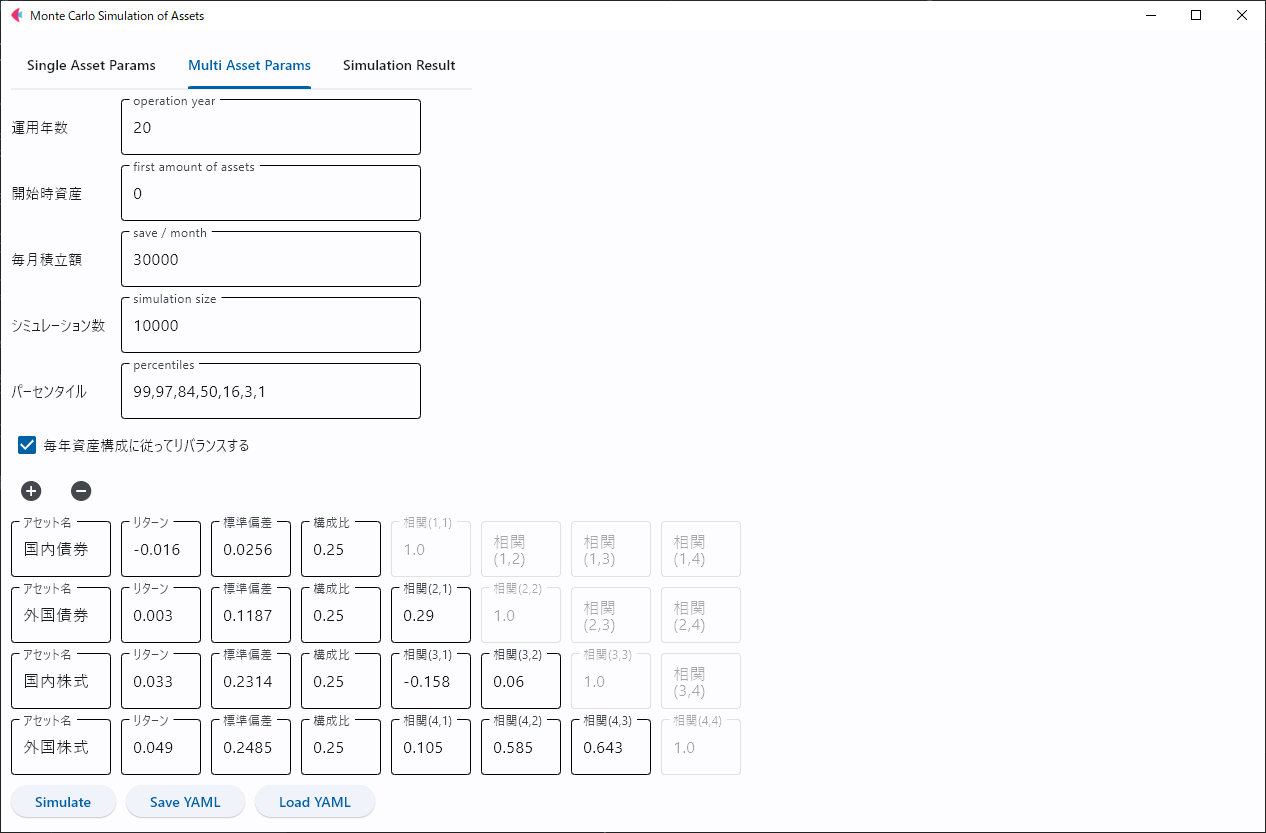 Monte Carlo Simulation of Assets
Single Asset Params Multi Asset Params Simulation Result
operation year
運用年数 20
first amount of assets
開始時資産 0
save / month
毎月積立額 30000
simulation size
シミュレーション数 10000
percentiles
パーセンタイル 99,97,84,50,16,3,1
毎年資産構成に従ってリバランスする
アセット名 リターン 標準偏差 構成比 相関(1,1)
国内債券 -0.016 0.0256 0.25 1.0 相関(1,2) 相関(1,3) 相関(1,4)
アセット名 リターン 標準偏差 構成比 相関(2,1) 相関(2,2)
外国債券 0.003 0.1187 0.25 0.29 1.0 相関(2,3) 相関(2,4)
アセット名 リターン 標準偏差 構成比 相関(3,1) 相関(3,2) 相関(3,3)
国内株式 0.033 0.2314 0.25 -0.158 0.06 1.0 相関(3,4)
アセット名 リターン 標準偏差 構成比 相関(4,1) 相関(4,2) 相関(4,3) 相関(4,4)
外国株式 0.049 0.2485 0.25 0.105 0.585 0.643 1.0
Simulate Save YAML Load YAML